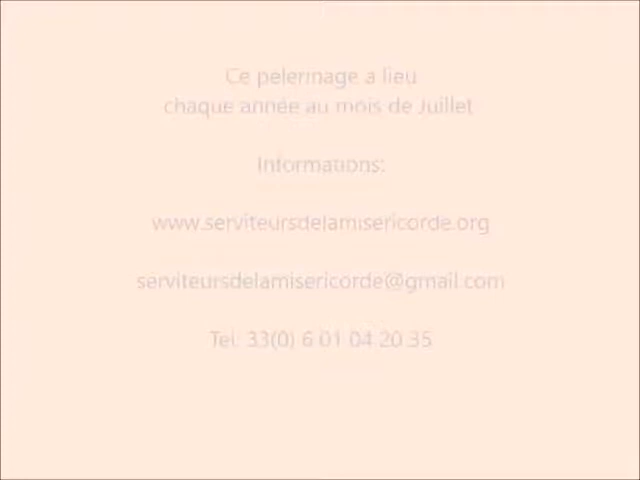 Ce pelerinage a lieu
chaque année au mois de Juillet
Informations:
www.serviteursdelamisericorde.org
serviteursdelamisericorde@gmail.com
Tel: 33(0) 6 01 04 20 35